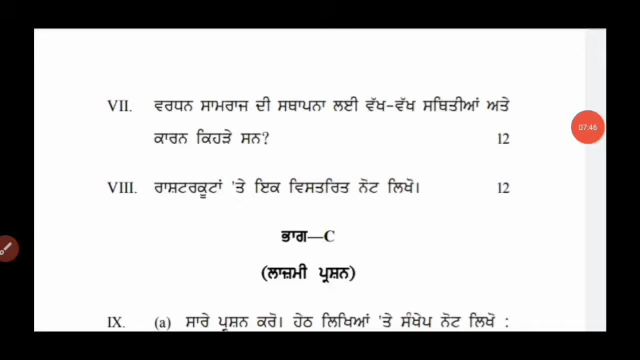 VII. ਵਰਧਨ ਸਾਮਰਾਜ ਦੀ ਸਥਾਪਨਾ ਲਈ ਵੱਖ-ਵੱਖ ਸਥਿਤੀਆਂ ਅਤੇ
ਕਾਰਨ ਕਿਹੜੇ ਸਨ? 12
07:46
VIII. ਰਾਸ਼ਟਰਕੂਟਾਂ 'ਤੇ ਇਕ ਵਿਸਤਰਿਤ ਨੋਟ ਲਿਖੋ। 12
ਭਾਗ—C
(ਲਾਜ਼ਮੀ ਪ੍ਰਸ਼ਨ)
IX. (a) ਸਾਰੇ ਪ੍ਰਸ਼ਨ ਕਰੋ। ਹੇਠ ਲਿਖਿਆਂ 'ਤੇ ਸੰਖੇਪ ਨੋਟ ਲਿਖੋ :